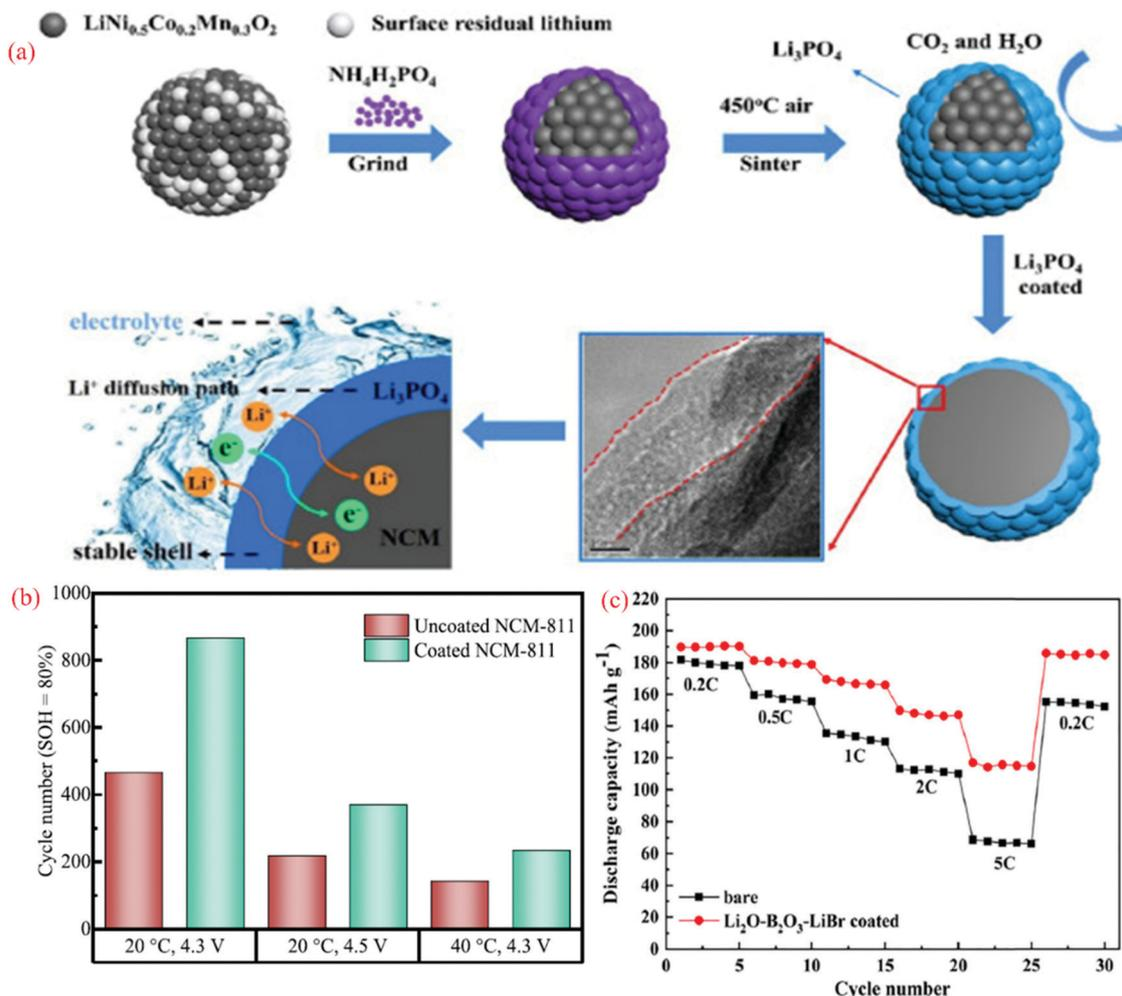 (a)
LiNi₀.₅Co₀.₂Mn₀.₃O₂
Surface residual lithium
NH₄H₂PO₄
Grind
450°C air
Sinter
Li₃PO₄
CO₂ and H₂O
Li₃PO₄
coated
electrolyte
Li⁺ diffusion path
Li₃PO₄
Li⁺
e⁻
Li⁺
Li⁺
e⁻
Li⁺
NCM
stable shell
(b)
Cycle number (SOH = 80%)
1000
800
600
400
200
0
Uncoated NCM-811
Coated NCM-811
20 °C, 4.3 V
20 °C, 4.5 V
40 °C, 4.3 V
(c)
Discharge capacity (mAh g⁻¹)
220
200
180
160
140
120
100
80
60
40
20
0
0.2C
0.5C
1C
2C
5C
0.2C
bare
Li₂O-B₂O₃-LiBr coated
0 5 10 15 20 25 30
Cycle number